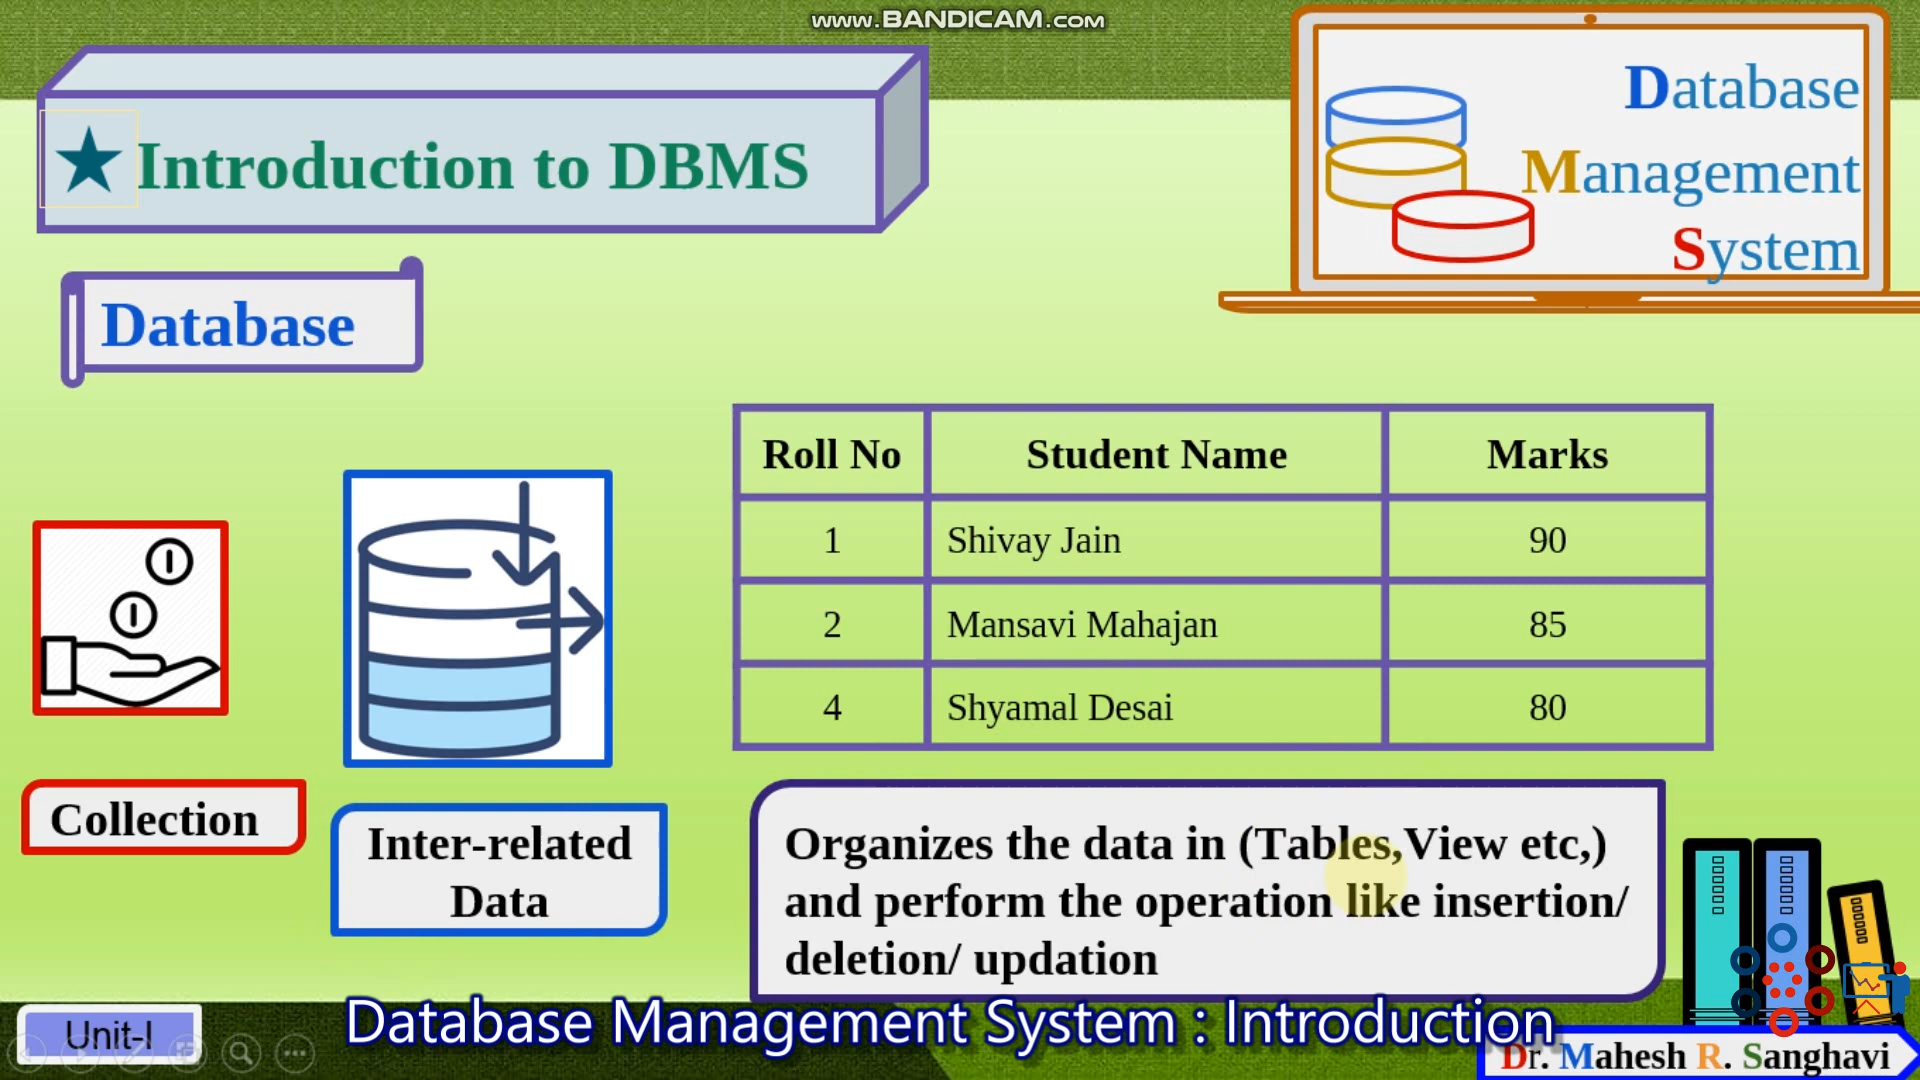 www.BANDICAM.com
Introduction to DBMS
Database
Management
System
Database
Roll No Student Name Marks
1 Shivay Jain 90
2 Mansavi Mahajan 85
4 Shyamal Desai 80
Collection
Inter-related
Data
Organizes the data in (Tables,View etc,)
and perform the operation like insertion/
deletion/ updation
Unit-I
Database Management System : Introduction
Dr. Mahesh R. Sanghavi